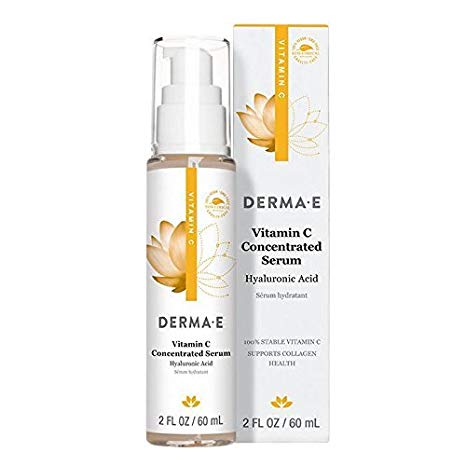 VITAMIN C
DERMA·E
Vitamin C
Concentrated Serum
Hyaluronic Acid
Sérum hydratant
2 FL OZ / 60 mL
VITAMIN C
DERMA·E
Vitamin C
Concentrated
Serum
Hyaluronic Acid
Sérum hydratant
100% STABLE VITAMIN C
SUPPORTS COLLAGEN
HEALTH
2 FL OZ / 60 mL